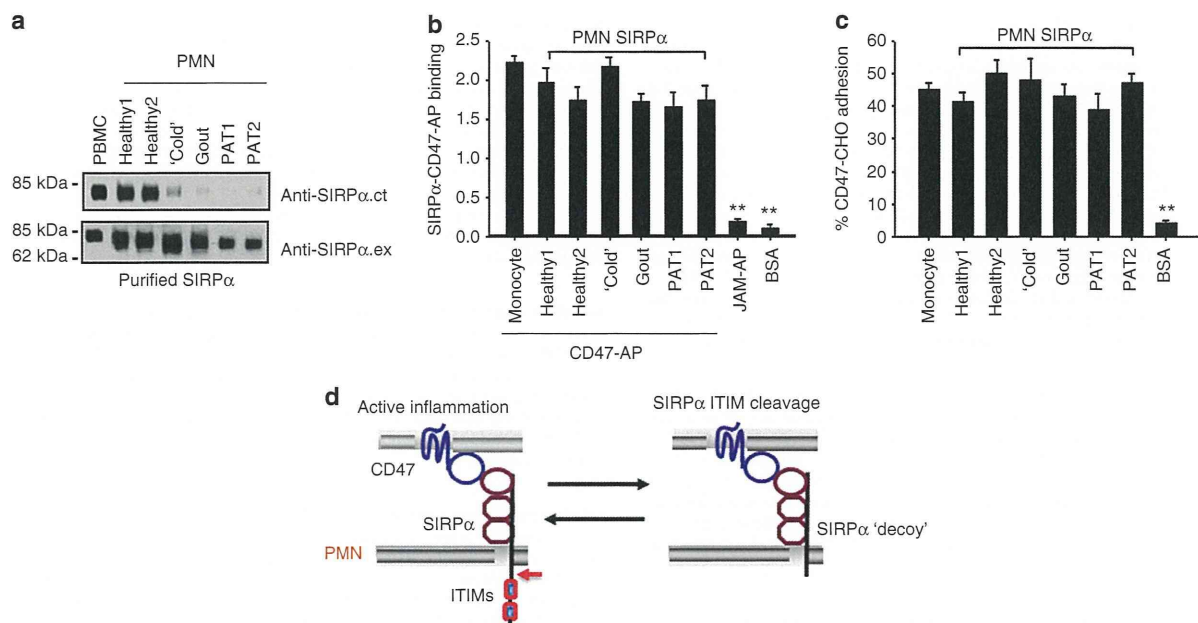 a
PMN
PBMC
Healthy1
Healthy2
'Cold'
Gout
PAT1
PAT2
85 kDa
Anti-SIRPα.ct
85 kDa
62 kDa
Anti-SIRPα.ex
Purified SIRPα
b
PMN SIRPα
SIRPα-CD47-AP binding
2.5
2.0
1.5
1.0
0.5
0.0
**
**
Monocyte
Healthy1
Healthy2
'Cold'
Gout
PAT1
PAT2
JAM-AP
BSA
CD47-AP
c
PMN SIRPα
% CD47-CHO adhesion
60
50
40
30
20
10
0
**
Monocyte
Healthy1
Healthy2
'Cold'
Gout
PAT1
PAT2
BSA
d
Active inflammation
SIRPα ITIM cleavage
CD47
SIRPα
SIRPα 'decoy'
PMN
ITIMs